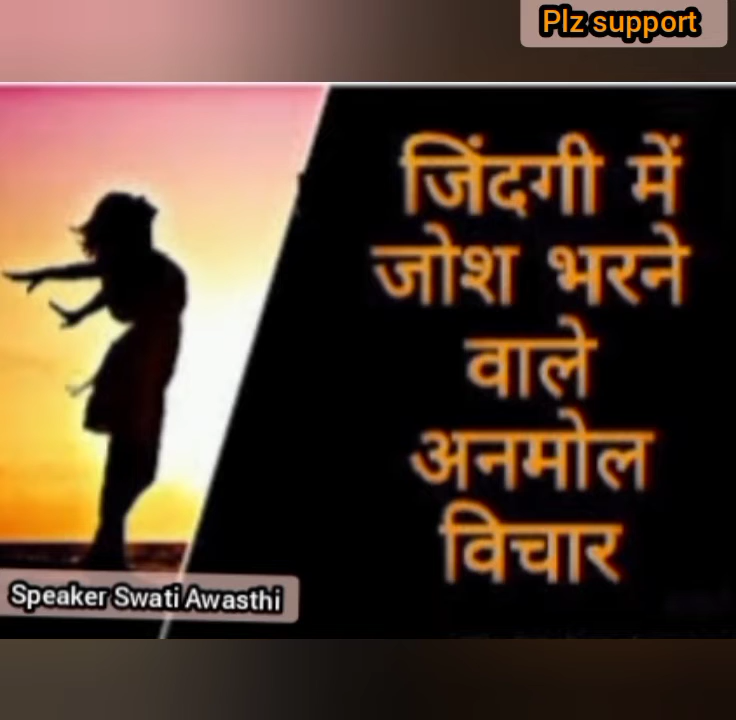 Plz support
जिंदगी में
जोश भरने
वाले
अनमोल
विचार
Speaker Swati Awasthi